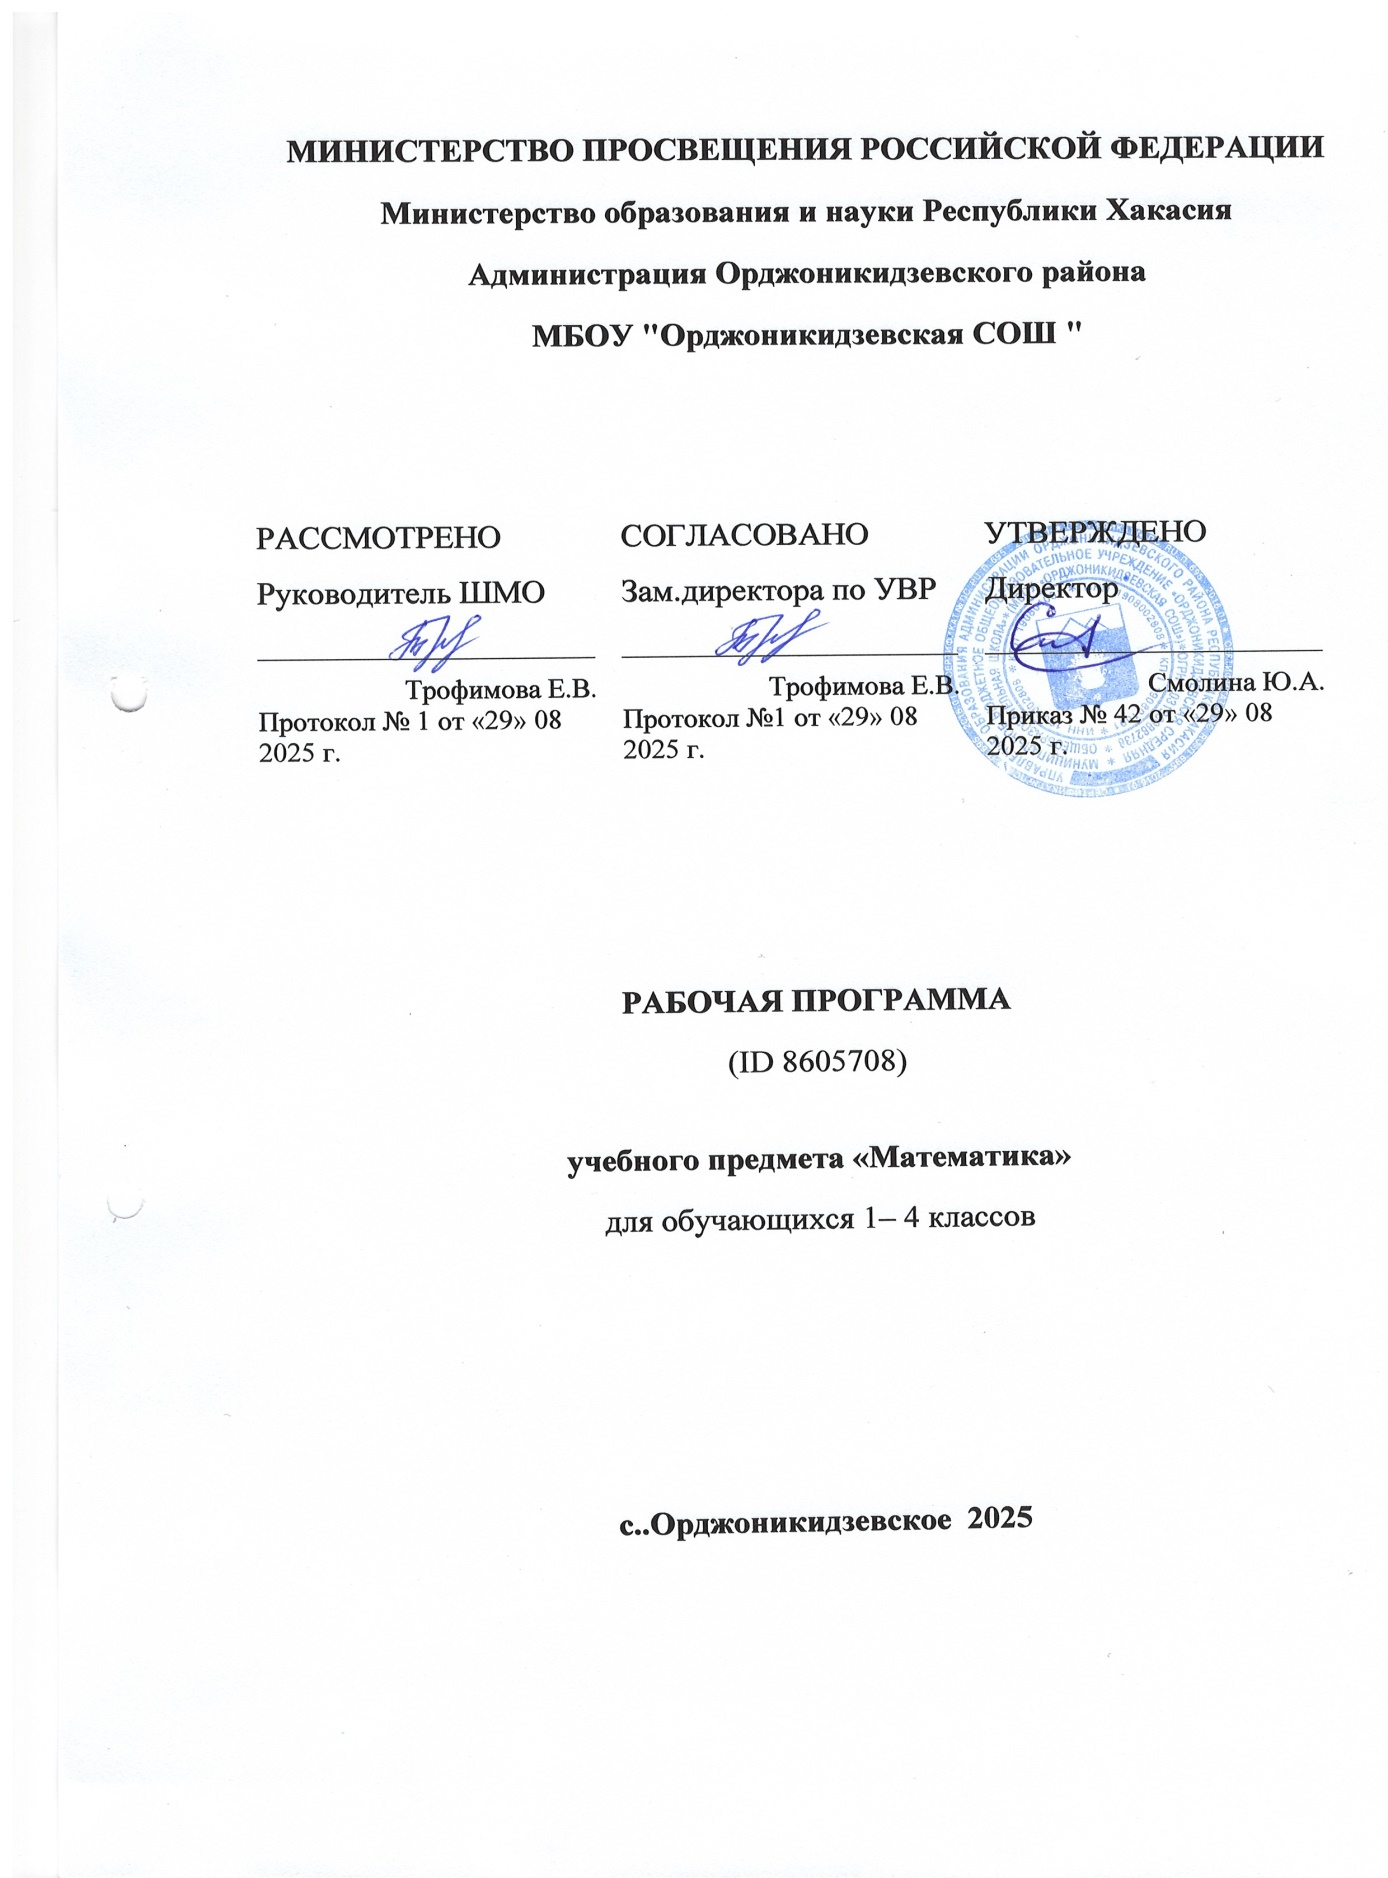 МИНИСТЕРСТВО ПРОСВЕЩЕНИЯ РОССИЙСКОЙ ФЕДЕРАЦИИ
Министерство образования и науки Республики Хакасия
Администрация Орджоникидзевского района
МБОУ "Орджоникидзевская СОШ "
РАССМОТРЕНО
Руководитель ШМО
Трофимова Е.В.
Протокол № 1 от «29» 08
2025 г.
СОГЛАСОВАНО
Зам.директора по УВР
Трофимова Е.В.
Протокол №1 от «29» 08
2025 г.
УТВЕРЖДЕНО
Директор
Смолина Ю.А.
Приказ № 42 от «29» 08
2025 г.
РАБОЧАЯ ПРОГРАММА
(ID 8605708)
учебного предмета «Математика»
для обучающихся 1– 4 классов
с..Орджоникидзевское 2025